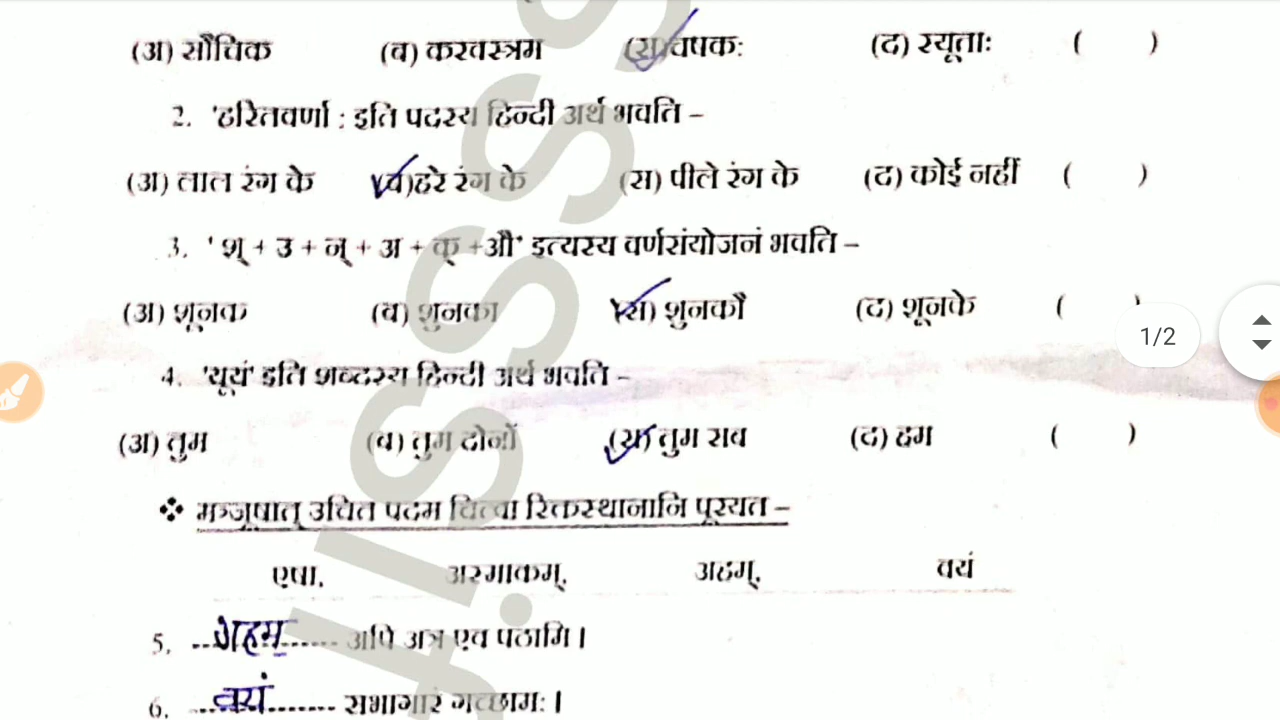 (अ) सौचिक (ब) करवस्त्रम (स) चषक: (द) स्यूताः ( )
2. 'हरितवर्णा : इति पदस्य हिन्दी अर्थ भवति –
(अ) लाल रंग के (ब) हरे रंग के (स) पीले रंग के (द) कोई नहीं ( )
3. ' श् + उ + न् + अ + क् +औ' इत्यस्य वर्णसंयोजनं भवति –
(अ) शूनक (ब) शुनका (स) शुनकौ (द) शूनके (
1/2
4. 'यूयं' इति शब्दस्य हिन्दी अर्थ भवति –
(अ) तुम (ब) तुम दोनों (स) तुम सब (द) हम ( )
❖ मञ्जूषात् उचित पदम चित्वा रिक्तस्थानानि पूरयत –
एषा, अस्माकम्, अहम्, वयं
5. ..अहम...... अपि अत्र एव पठामि।
6. ....वयं....... सभागारं गच्छामः।